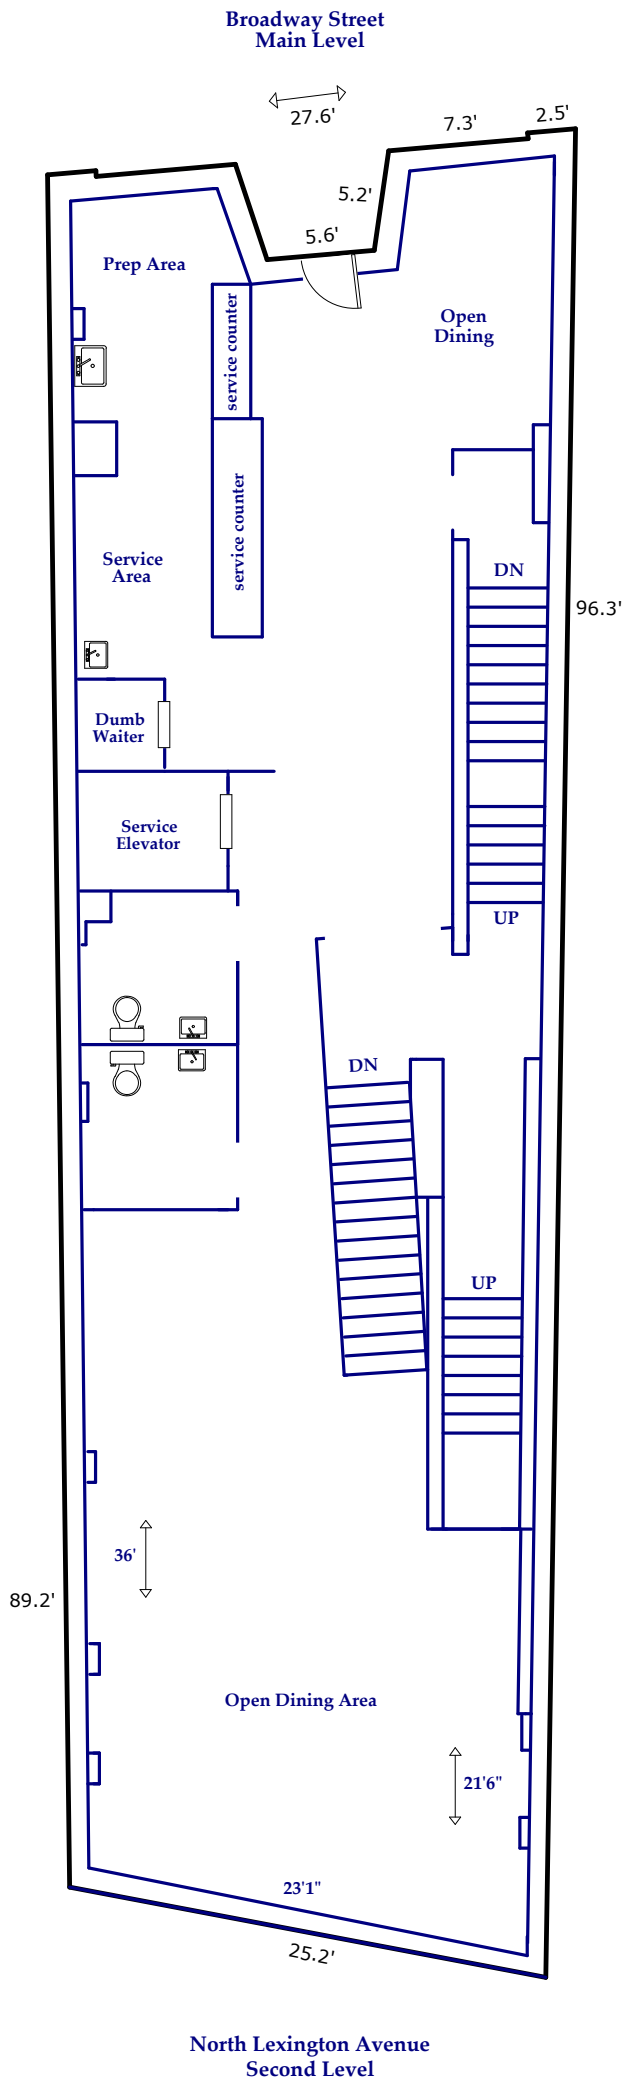 Broadway Street
Main Level
27.6'
7.3'
2.5'
5.2'
5.6'
Prep Area
service counter
Open
Dining
service counter
Service
Area
DN
96.3'
Dumb
Waiter
Service
Elevator
UP
DN
UP
36'
89.2'
Open Dining Area
21'6"
23'1"
25.2'
North Lexington Avenue
Second Level